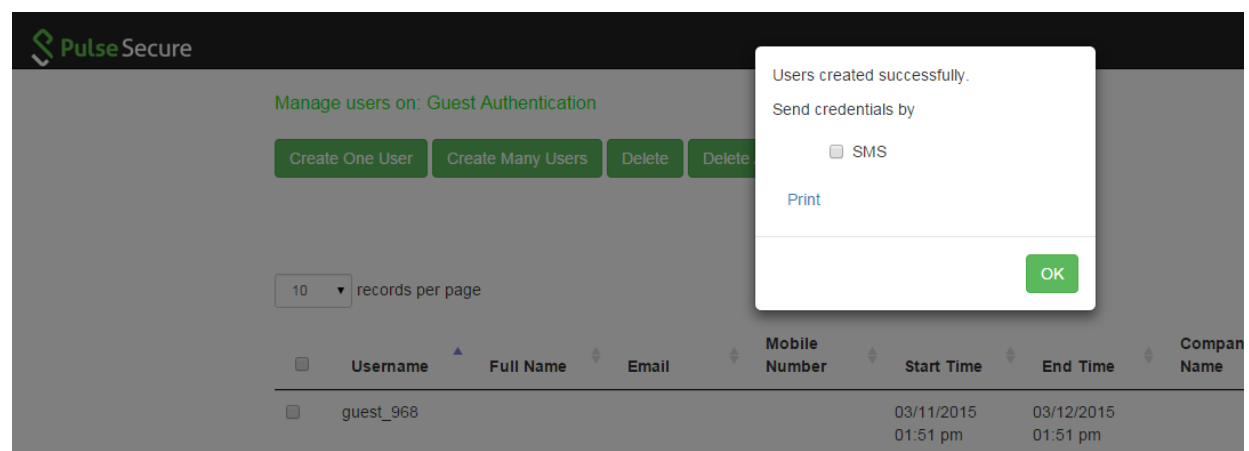 Pulse Secure
Manage users on: Guest Authentication
Create One User Create Many Users Delete Delete
Users created successfully.
Send credentials by
SMS
Print
OK
10 records per page
Username Full Name Email Mobile Number Start Time End Time Compan Name
guest_968 03/11/2015 03/12/2015
01:51 pm 01:51 pm